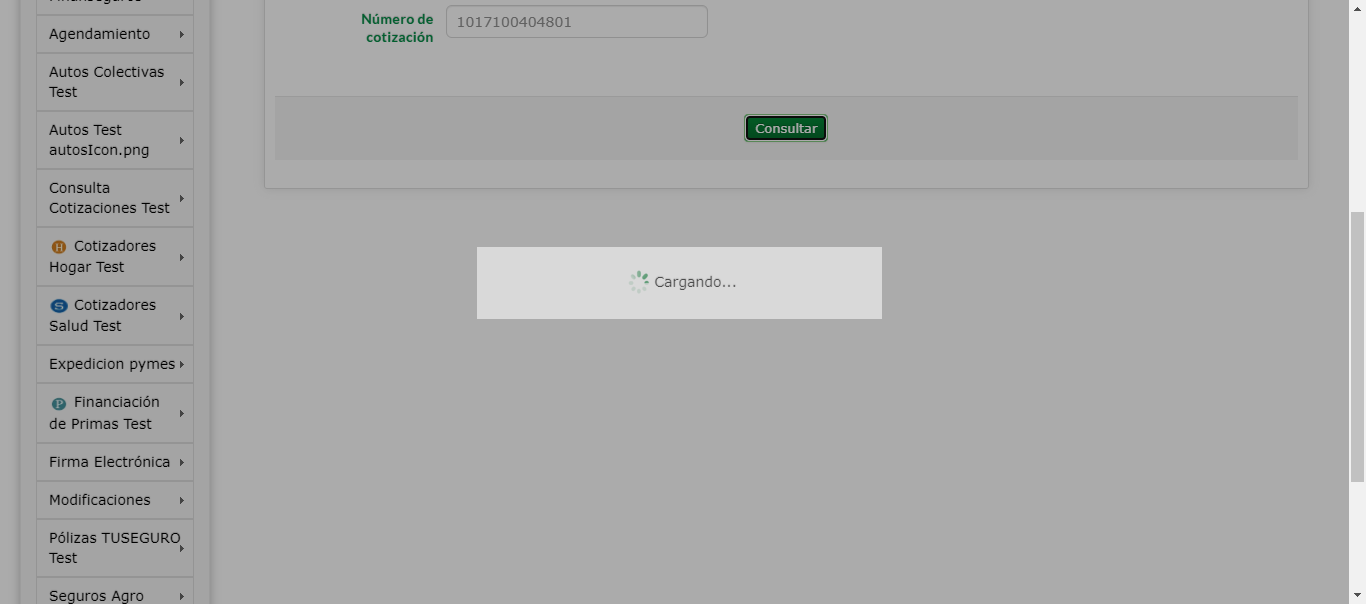 Agendamiento
Autos Colectivas
Test
Autos Test
autosIcon.png
Consulta
Cotizaciones Test
H Cotizadores
Hogar Test
S Cotizadores
Salud Test
Expedicion pymes
P Financiación
de Primas Test
Firma Electrónica
Modificaciones
Pólizas TUSEGURO
Test
Seguros Agro
Número de
cotización
1017100404801
Consultar
Cargando...